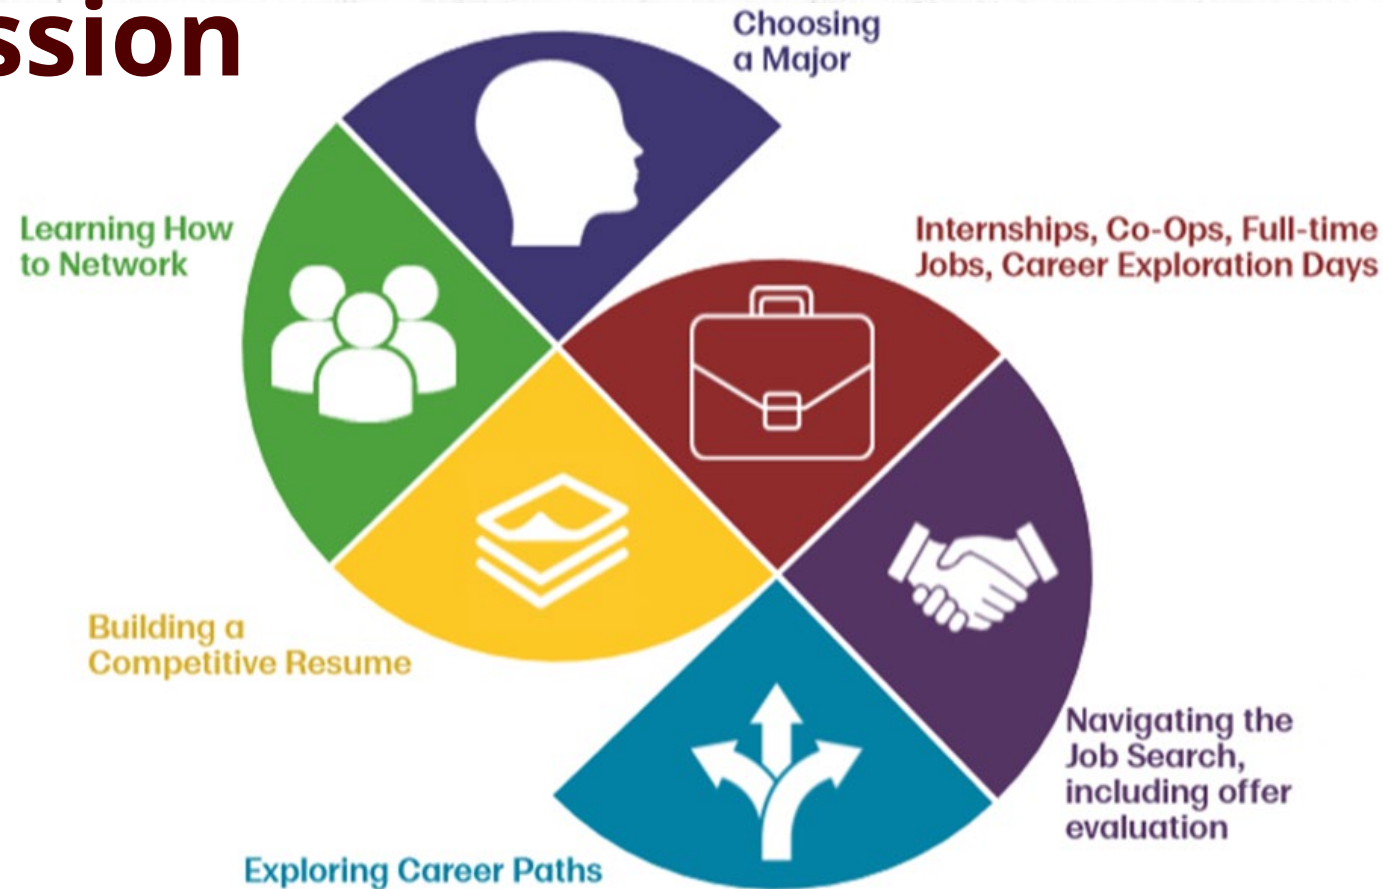 ssion
Choosing
a Major
Learning How
to Network
Internships, Co-Ops, Full-time
Jobs, Career Exploration Days
Building a
Competitive Resume
Navigating the
Job Search,
including offer
evaluation
Exploring Career Paths